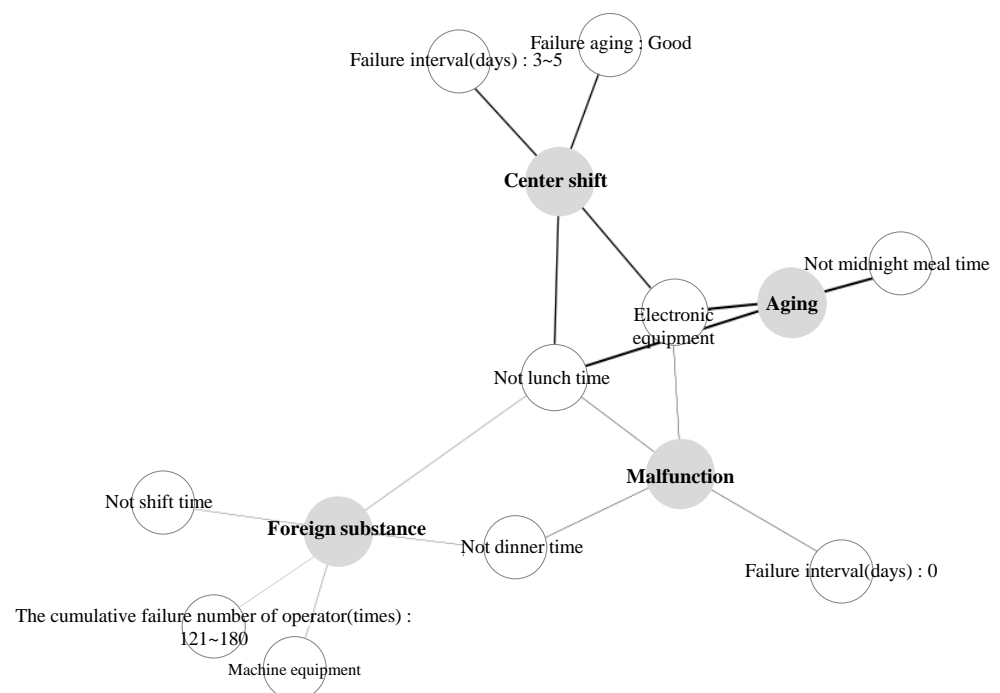 Failure aging : Good
Failure interval(days) : 3~5
Center shift
Not midnight meal time
Aging
Electronic
equipment
Not lunch time
Malfunction
Not shift time
Foreign substance
Not dinner time
Failure interval(days) : 0
The cumulative failure number of operator(times) :
121~180
Machine equipment